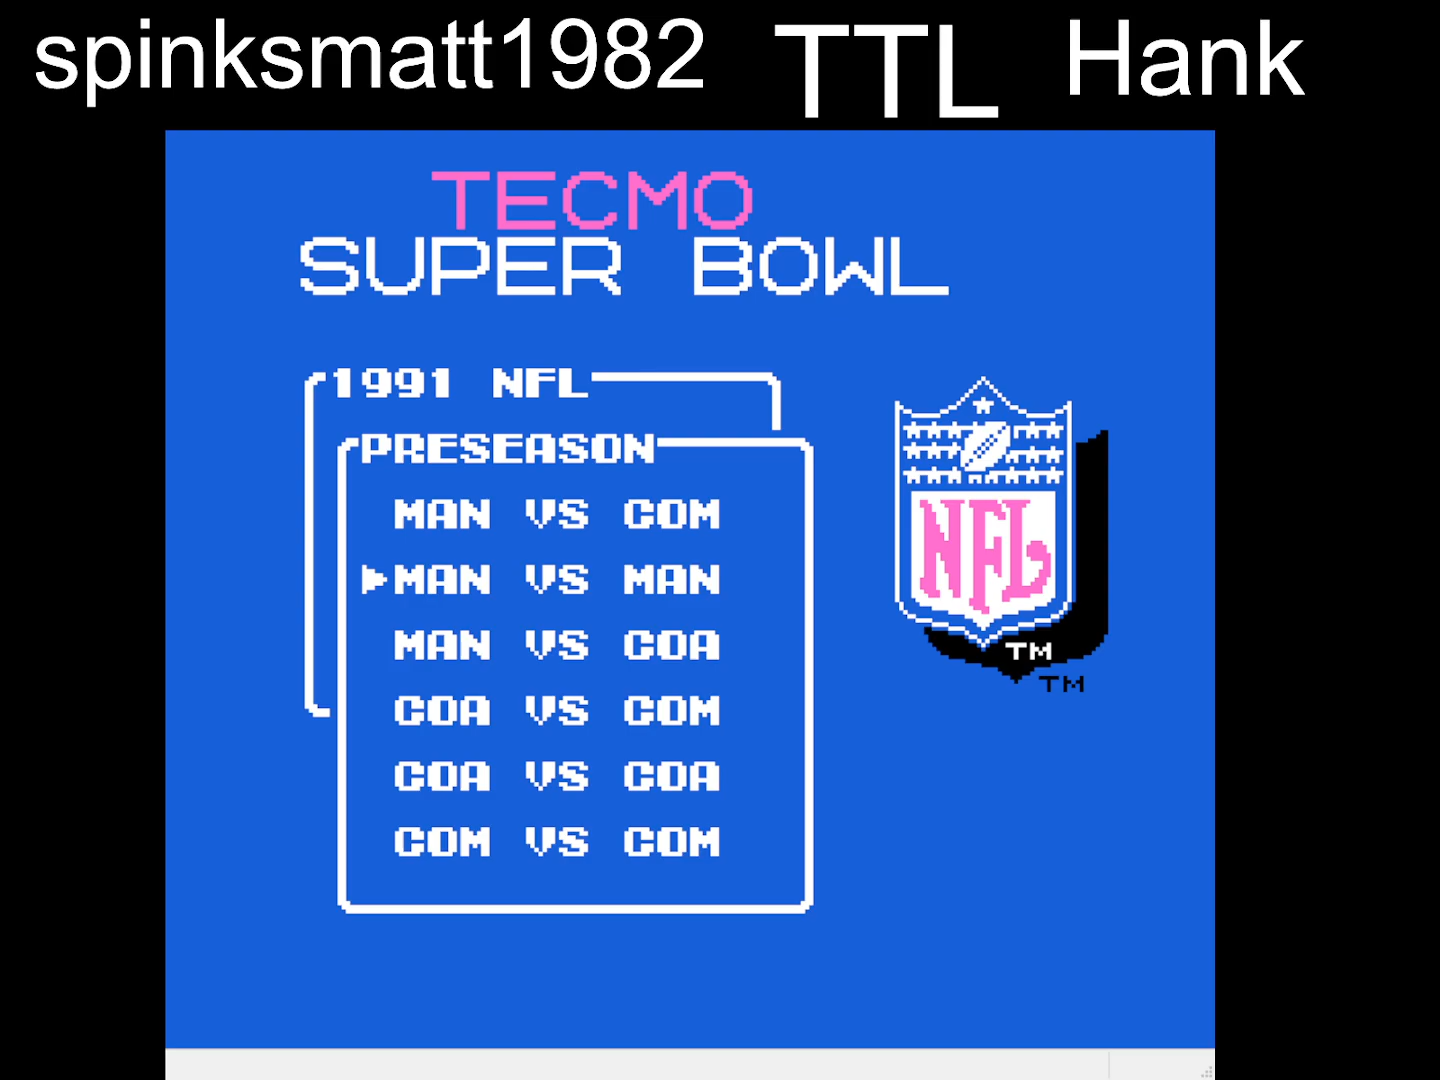 spinksmatt1982 TTL Hank
TECMO
SUPER BOWL
1991 NFL
PRESEASON
MAN VS COM
▶MAN VS MAN
MAN VS COA
COA VS COM
COA VS COA
COM VS COM
NFL
TM
TM